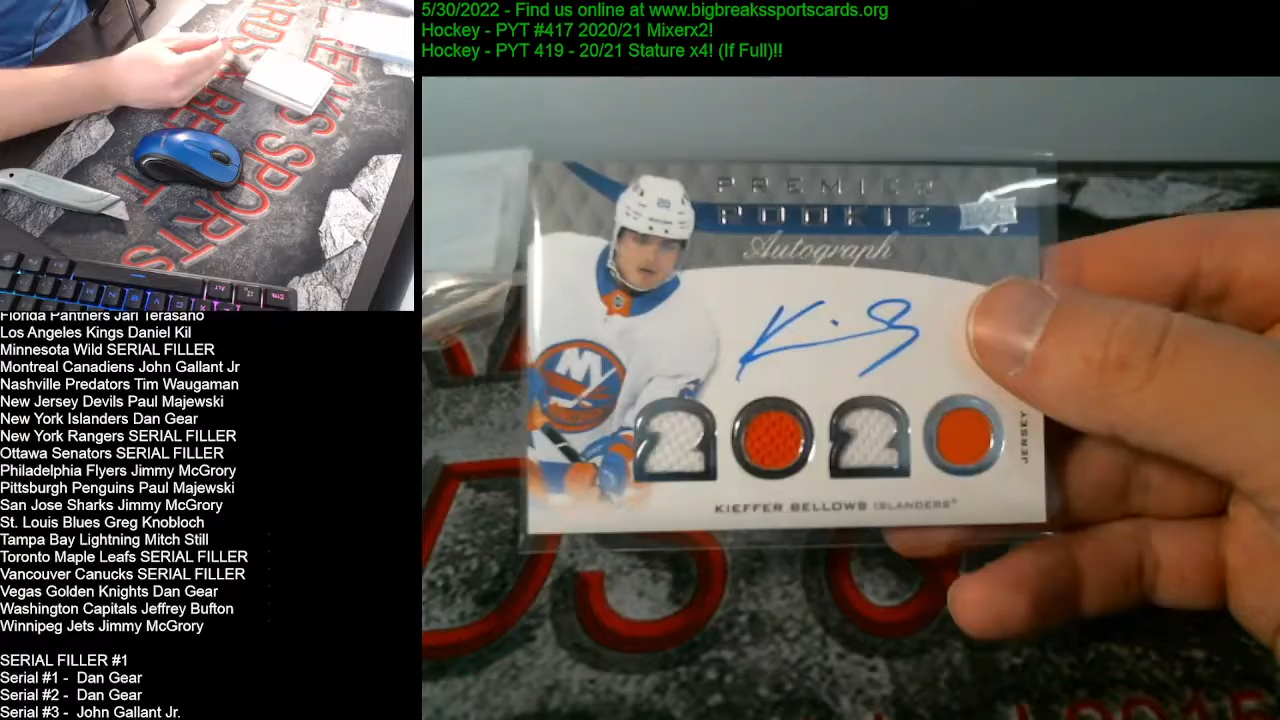 5/30/2022 - Find us online at www.bigbreakssportscards.org
Hockey - PYT #417 2020/21 Mixerx2!
Hockey - PYT 419 - 20/21 Stature x4! (If Full)!!
PREMIER
ROOKIE
Autograph
2020
JERSEY
KIEFFER BELLOWS ISLANDERS®
SPORTS
Florida Panthers Jari Terasaho
Los Angeles Kings Daniel Kil
Minnesota Wild SERIAL FILLER
Montreal Canadiens John Gallant Jr
Nashville Predators Tim Waugaman
New Jersey Devils Paul Majewski
New York Islanders Dan Gear
New York Rangers SERIAL FILLER
Ottawa Senators SERIAL FILLER
Philadelphia Flyers Jimmy McGrory
Pittsburgh Penguins Paul Majewski
San Jose Sharks Jimmy McGrory
St. Louis Blues Greg Knobloch
Tampa Bay Lightning Mitch Still
Toronto Maple Leafs SERIAL FILLER
Vancouver Canucks SERIAL FILLER
Vegas Golden Knights Dan Gear
Washington Capitals Jeffrey Bufton
Winnipeg Jets Jimmy McGrory
SERIAL FILLER #1
Serial #1 - Dan Gear
Serial #2 - Dan Gear
Serial #3 - John Gallant Jr.